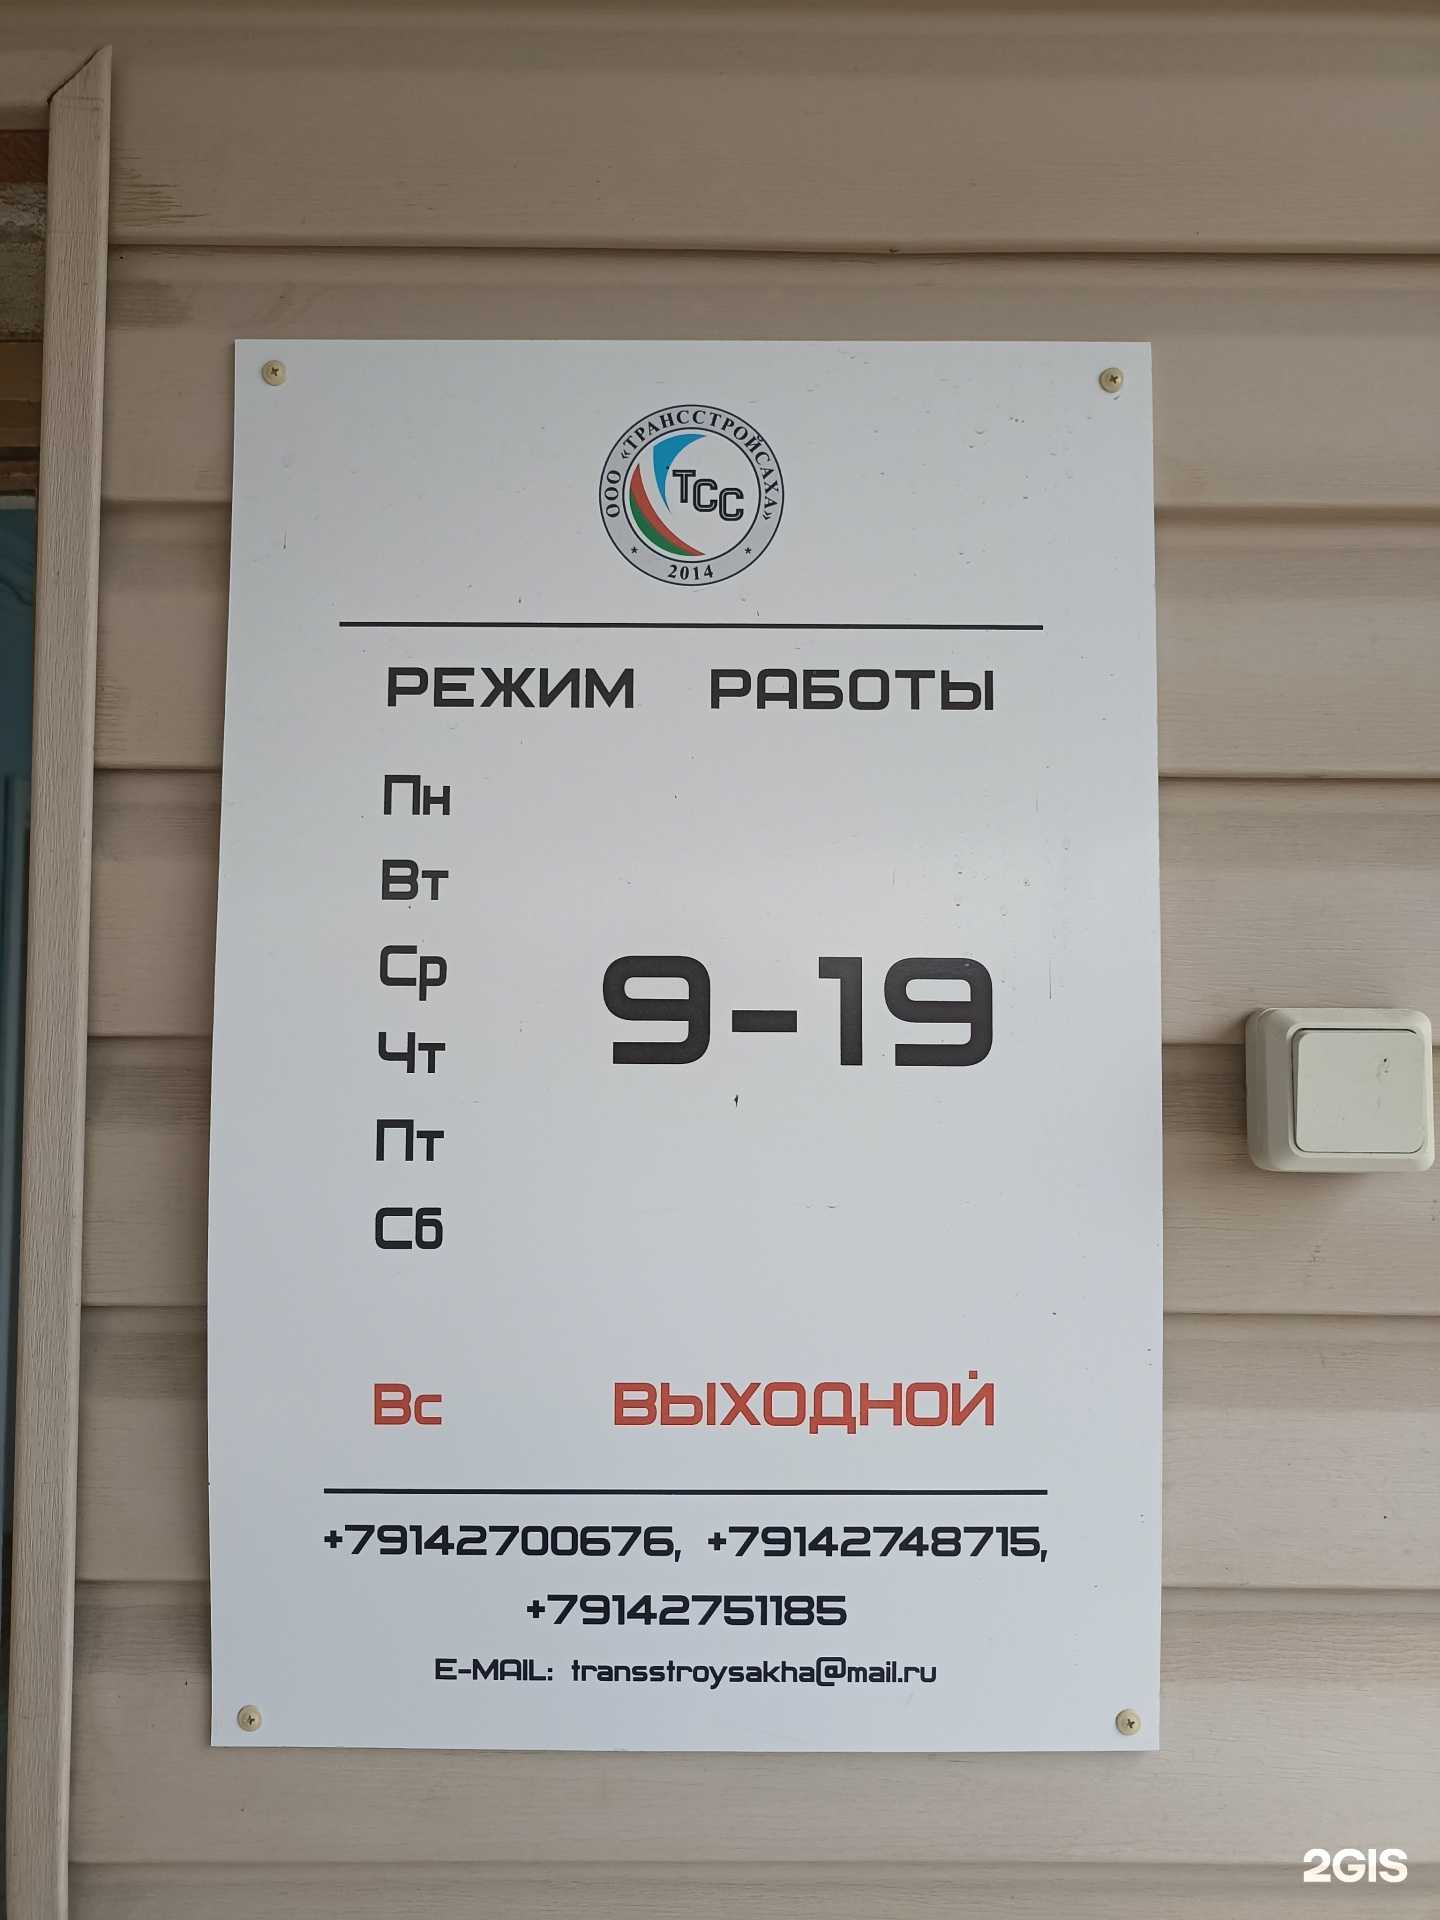 ООО «ТРАНССТРОЙСАХА»
ТСС
* 2014 *
РЕЖИМ РАБОТЫ
Пн
Вт
Ср
9-19
Чт
Пт
Сб
Вс ВЫХОДНОЙ
+79142700676, +79142748715,
+79142751185
E-MAIL: transstroysakha@mail.ru
2GIS